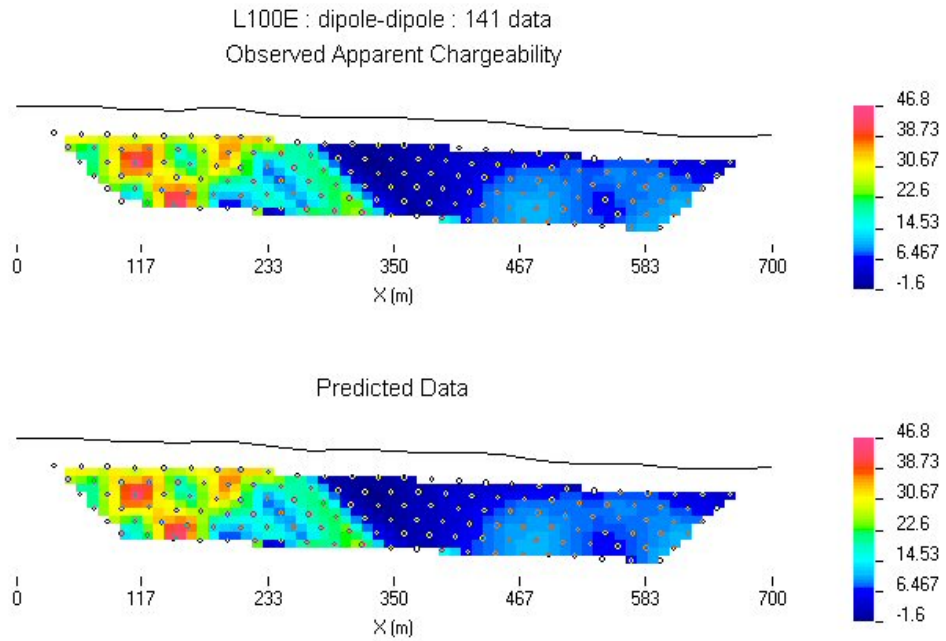 L100E : dipole-dipole : 141 data
Observed Apparent Chargeability
46.8
38.73
30.67
22.6
14.53
6.467
-1.6
0 117 233 350 467 583 700
X (m)
Predicted Data
46.8
38.73
30.67
22.6
14.53
6.467
-1.6
0 117 233 350 467 583 700
X (m)